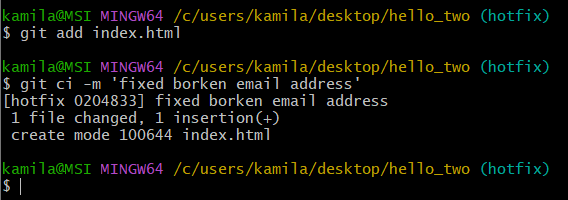 kamila@MSI MINGW64 /c/users/kamila/desktop/hello_two (hotfix)
$ git add index.html
kamila@MSI MINGW64 /c/users/kamila/desktop/hello_two (hotfix)
$ git ci -m 'fixed borken email address'
[hotfix 0204833] fixed borken email address
 1 file changed, 1 insertion(+)
 create mode 100644 index.html
kamila@MSI MINGW64 /c/users/kamila/desktop/hello_two (hotfix)
$